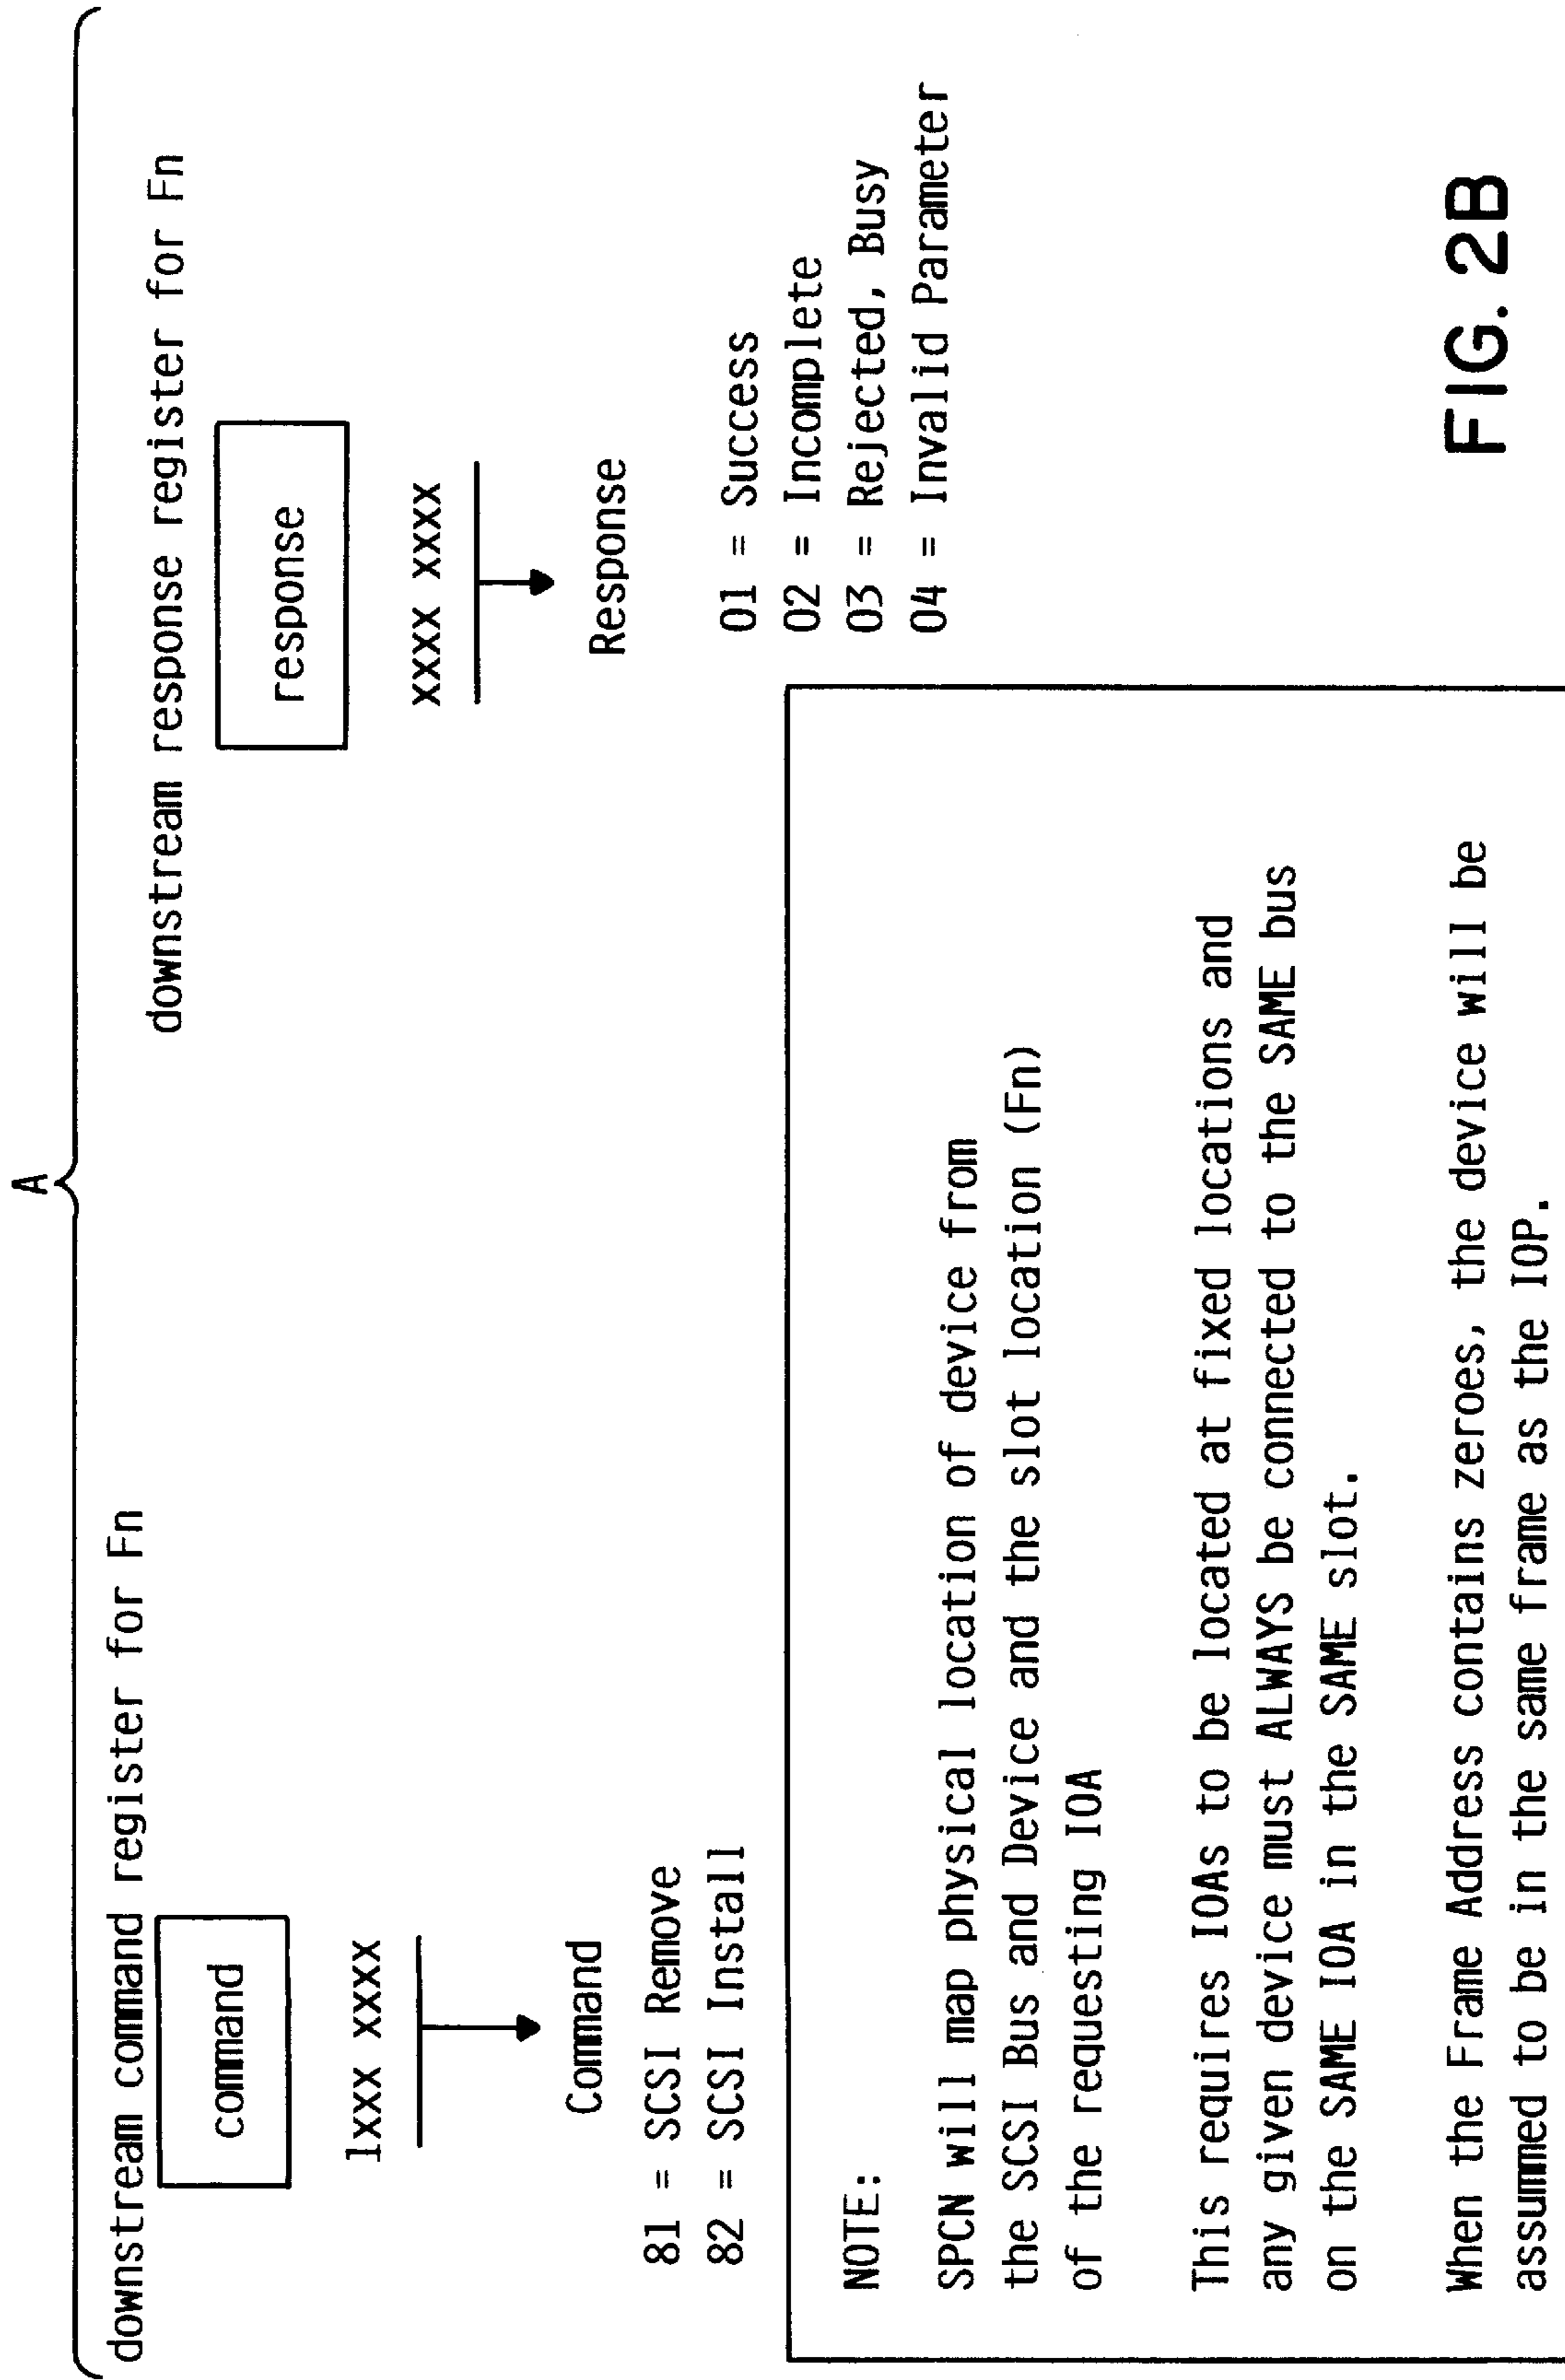 A
downstream command register for Fn
command
1xxx xxxx
Command
81 = SCSI Remove
82 = SCSI Install
downstream response register for Fn
response
xxxx xxxx
Response
01 = Success
02 = Incomplete
03 = Rejected, Busy
04 = Invalid Parameter
NOTE:
SPCN will map physical location of device from
the SCSI Bus and Device and the slot location (Fn)
of the requesting IOA
This requires IOAs to be located at fixed locations and
any given device must ALWAYS be connected to the SAME bus
on the SAME IOA in the SAME slot.
When the Frame Address contains zeroes, the device will be
assummed to be in the same frame as the IOP.
FIG. 2B